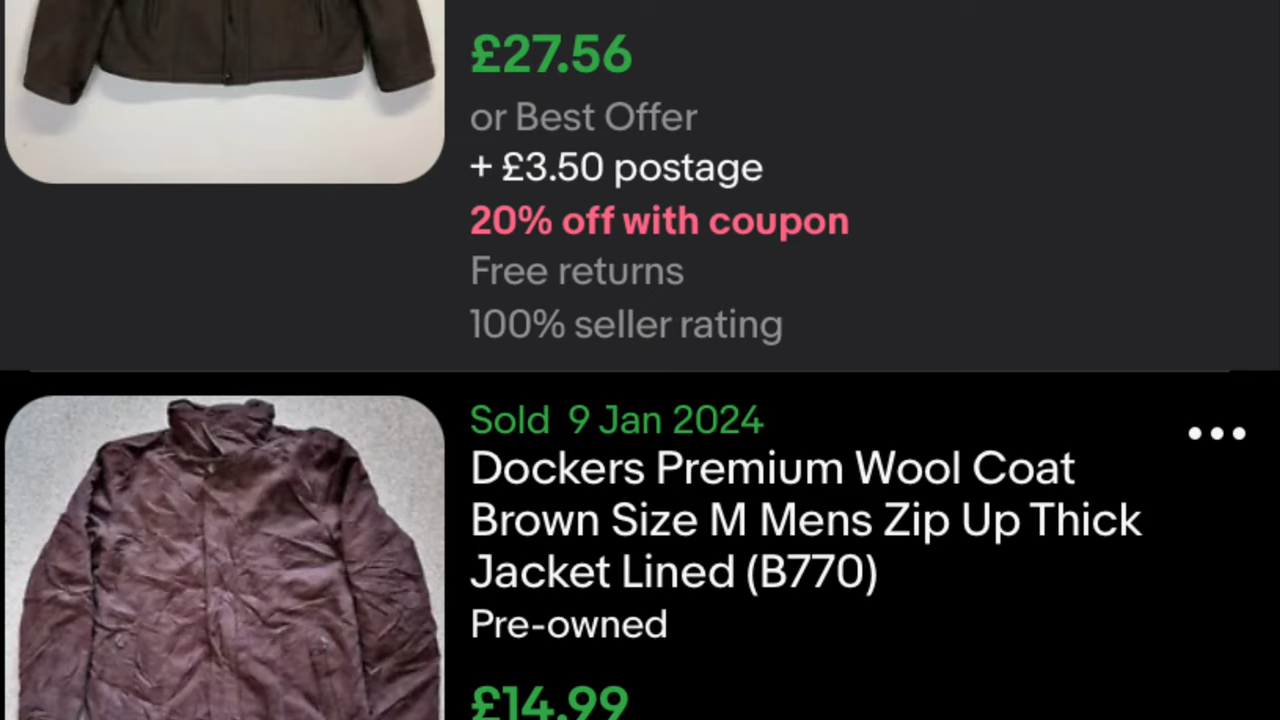 £27.56
or Best Offer
+ £3.50 postage
20% off with coupon
Free returns
100% seller rating
Sold 9 Jan 2024
Dockers Premium Wool Coat
Brown Size M Mens Zip Up Thick
Jacket Lined (B770)
Pre-owned
£14.99